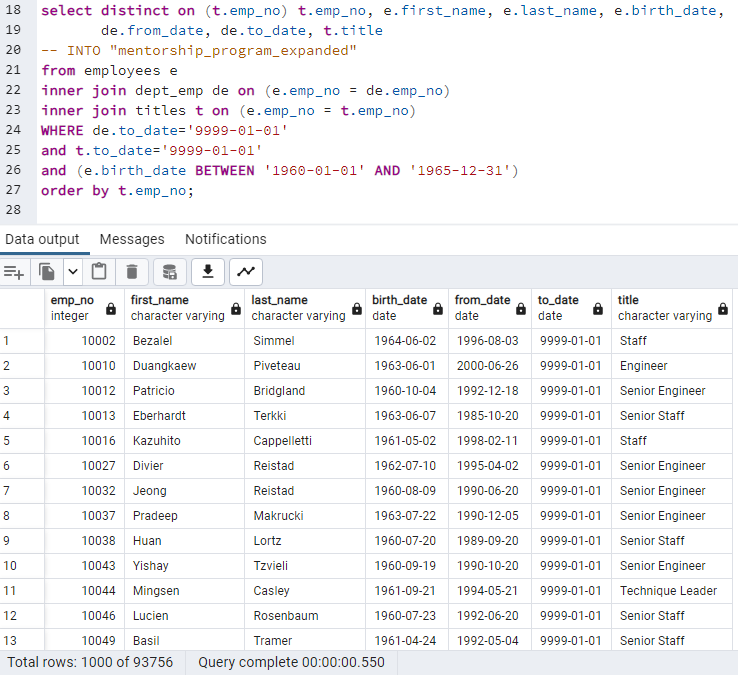 18 select distinct on (t.emp_no) t.emp_no, e.first_name, e.last_name, e.birth_date,
19 de.from_date, de.to_date, t.title
20 -- INTO "mentorship_program_expanded"
21 from employees e
22 inner join dept_emp de on (e.emp_no = de.emp_no)
23 inner join titles t on (e.emp_no = t.emp_no)
24 WHERE de.to_date='9999-01-01'
25 and t.to_date='9999-01-01'
26 and (e.birth_date BETWEEN '1960-01-01' AND '1965-12-31')
27 order by t.emp_no;
28
Data output Messages Notifications
emp_no first_name last_name birth_date from_date to_date title
integer character varying character varying date date date character varying
1 10002 Bezalel Simmel 1964-06-02 1996-08-03 9999-01-01 Staff
2 10010 Duangkaew Piveteau 1963-06-01 2000-06-26 9999-01-01 Engineer
3 10012 Patricio Bridgland 1960-10-04 1992-12-18 9999-01-01 Senior Engineer
4 10013 Eberhardt Terkki 1963-06-07 1985-10-20 9999-01-01 Senior Staff
5 10016 Kazuhito Cappelletti 1961-05-02 1998-02-11 9999-01-01 Staff
6 10027 Divier Reistad 1962-07-10 1995-04-02 9999-01-01 Senior Engineer
7 10032 Jeong Reistad 1960-08-09 1990-06-20 9999-01-01 Senior Engineer
8 10037 Pradeep Makrucki 1963-07-22 1990-12-05 9999-01-01 Senior Engineer
9 10038 Huan Lortz 1960-07-20 1989-09-20 9999-01-01 Senior Staff
10 10043 Yishay Tzvieli 1960-09-19 1990-10-20 9999-01-01 Senior Engineer
11 10044 Mingsen Casley 1961-09-21 1994-05-21 9999-01-01 Technique Leader
12 10046 Lucien Rosenbaum 1960-07-23 1992-06-20 9999-01-01 Senior Staff
13 10049 Basil Tramer 1961-04-24 1992-05-04 9999-01-01 Senior Staff
Total rows: 1000 of 93756 Query complete 00:00:00.550